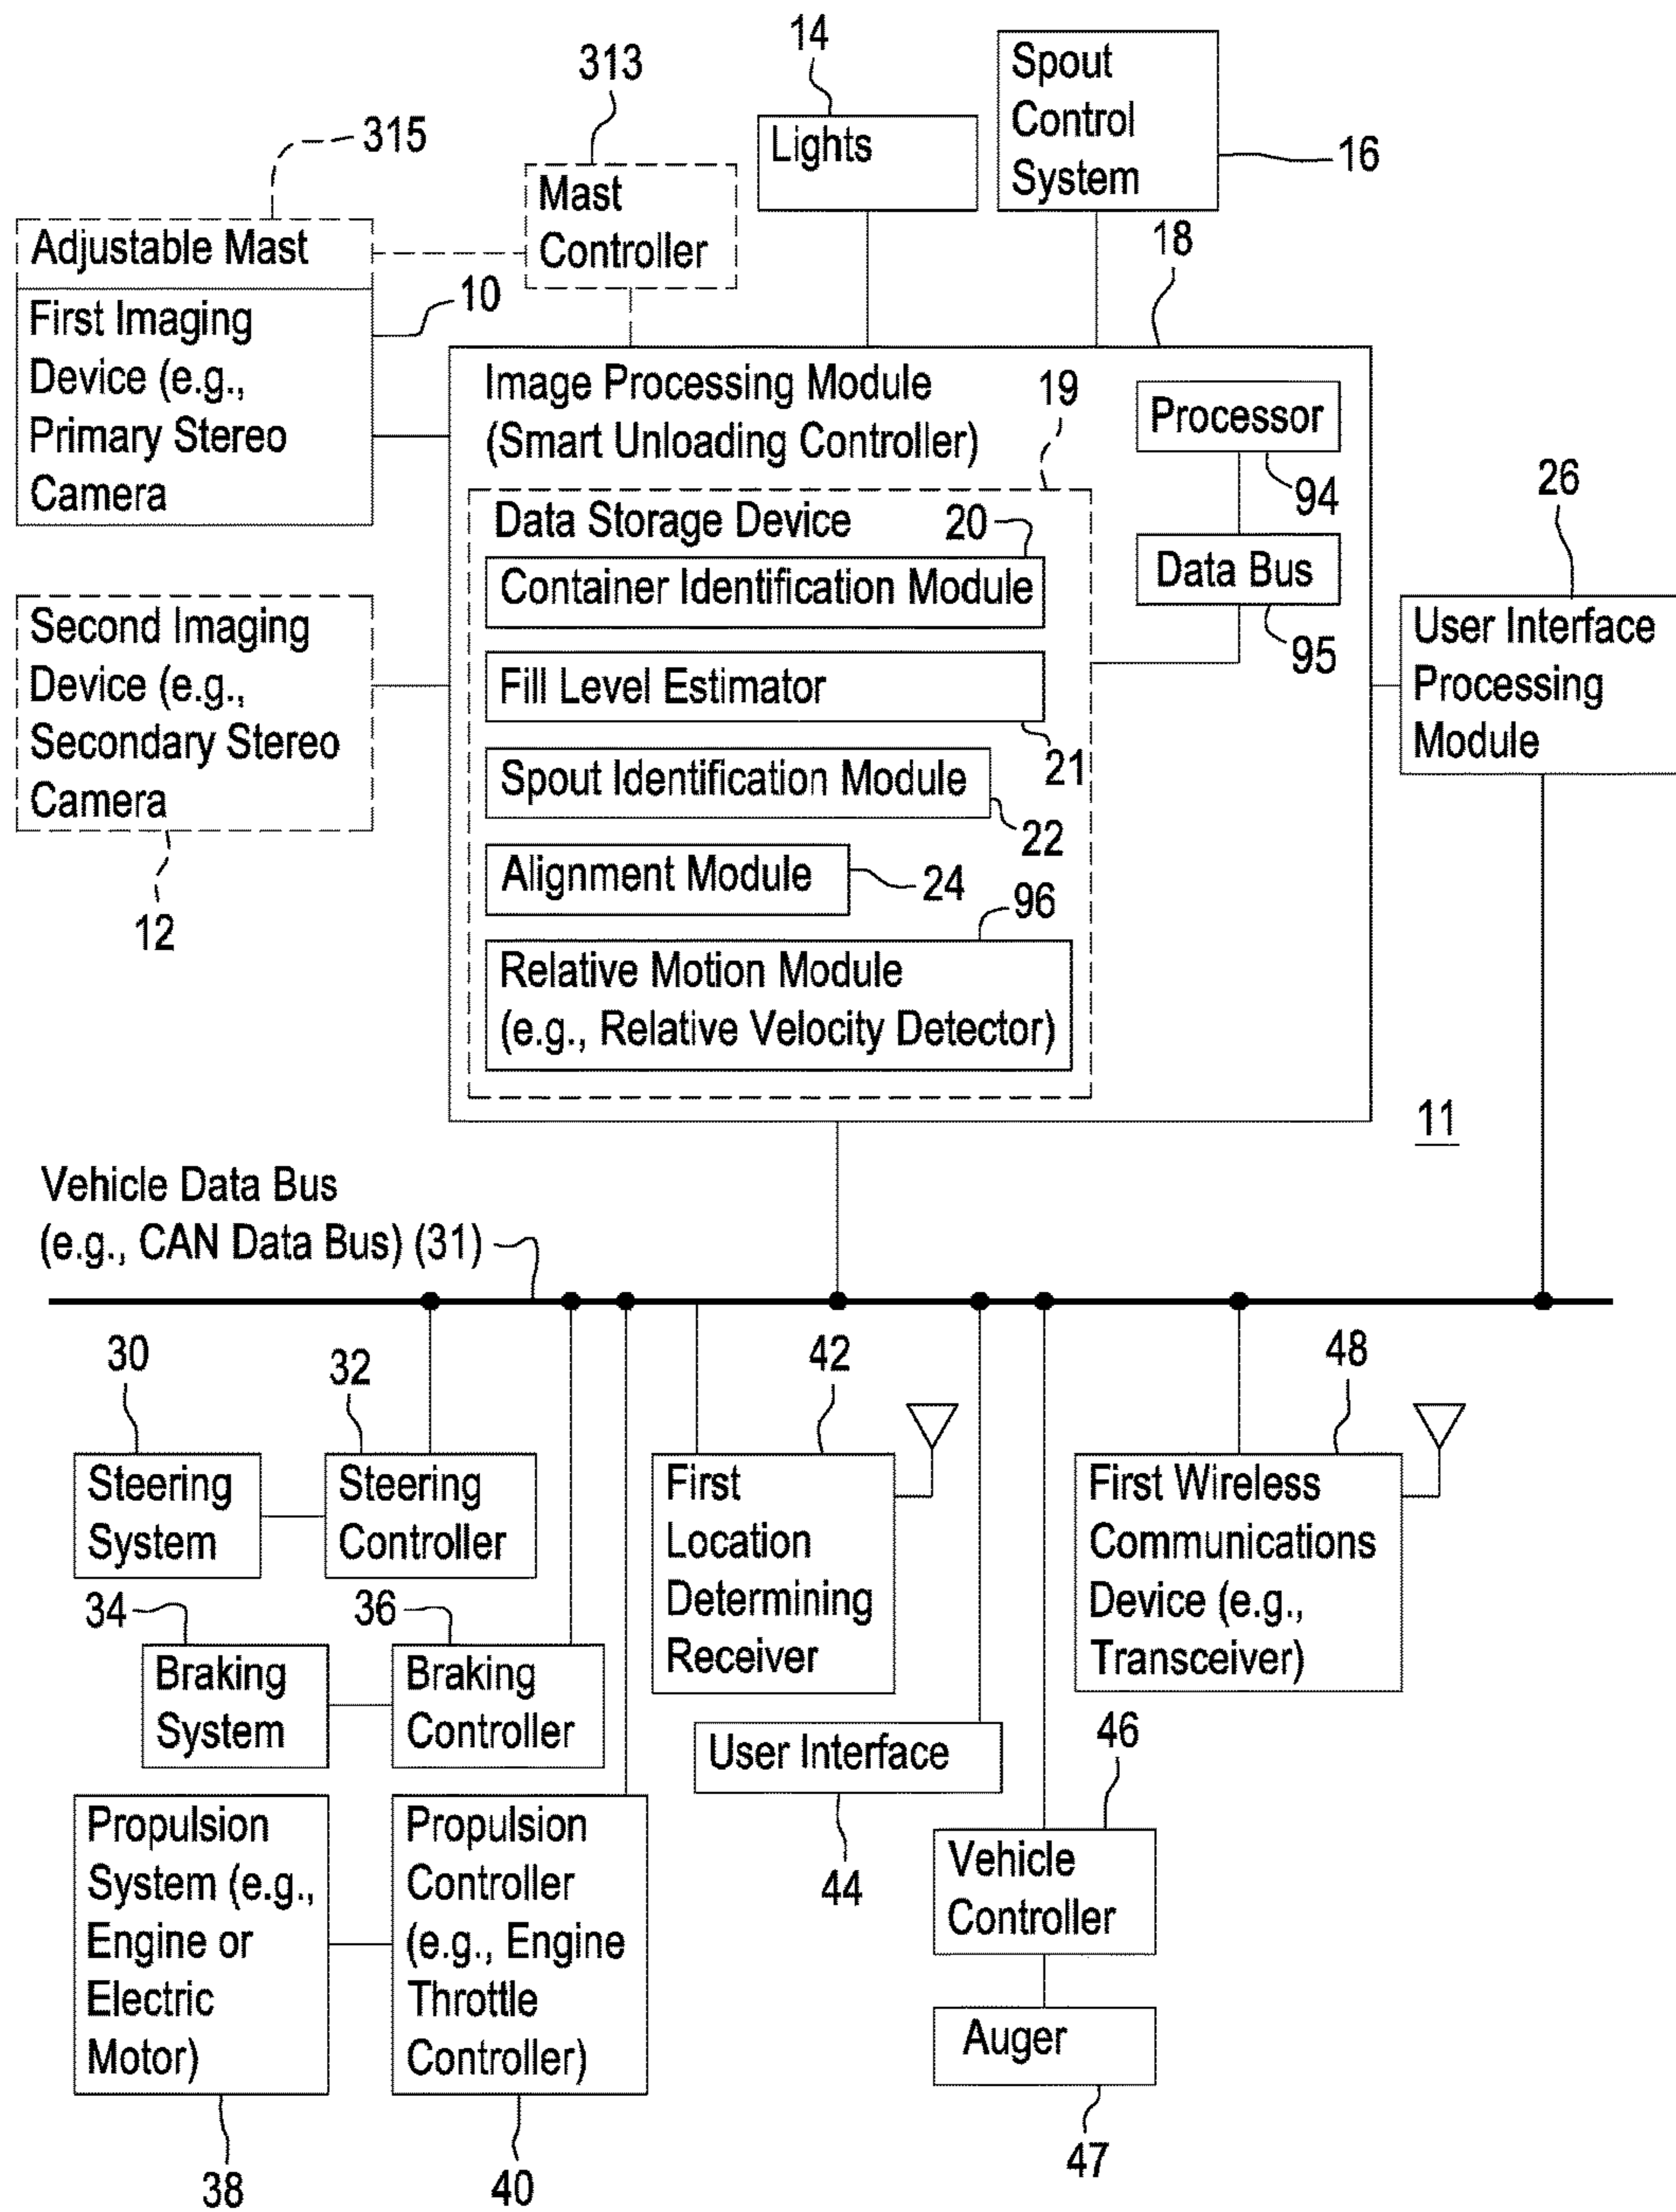 14
Spout
Control
System
16
313
Lights
315
Mast
Controller
18
Adjustable Mast
10
First Imaging
Device (e.g.,
Primary Stereo
Camera
Image Processing Module
(Smart Unloading Controller)
19
Processor
94
Data Storage Device
20
26
Container Identification Module
Data Bus
95
Second Imaging
Device (e.g.,
Secondary Stereo
Camera
12
User Interface
Processing
Module
Fill Level Estimator
21
Spout Identification Module
22
Alignment Module
24
96
Relative Motion Module
(e.g., Relative Velocity Detector)
11
Vehicle Data Bus
(e.g., CAN Data Bus) (31)
30
32
42
48
Steering
System
Steering
Controller
First
Location
Determining
Receiver
First Wireless
Communications
Device (e.g.,
Transceiver)
34
36
Braking
System
Braking
Controller
User Interface
44
46
Propulsion
System (e.g.,
Engine or
Electric
Motor)
38
Propulsion
Controller
(e.g., Engine
Throttle
Controller)
40
Vehicle
Controller
Auger
47